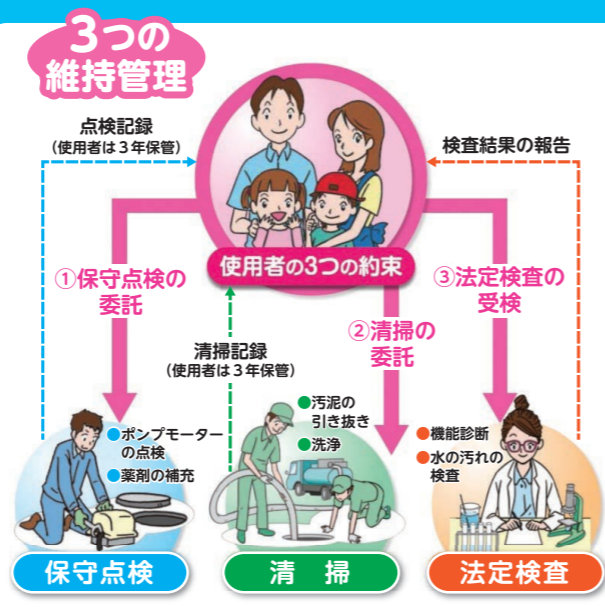 3つの
維持管理
点検記録
（使用者は３年保管）
検査結果の報告
使用者の3つの約束
①保守点検の
委託
③法定検査の
受検
②清掃の
委託
清掃記録
（使用者は３年保管）
●ポンプモーター
の点検
●薬剤の補充
●汚泥の
引き抜き
●洗浄
●機能診断
●水の汚れの
検査
保守点検
清　掃
法定検査